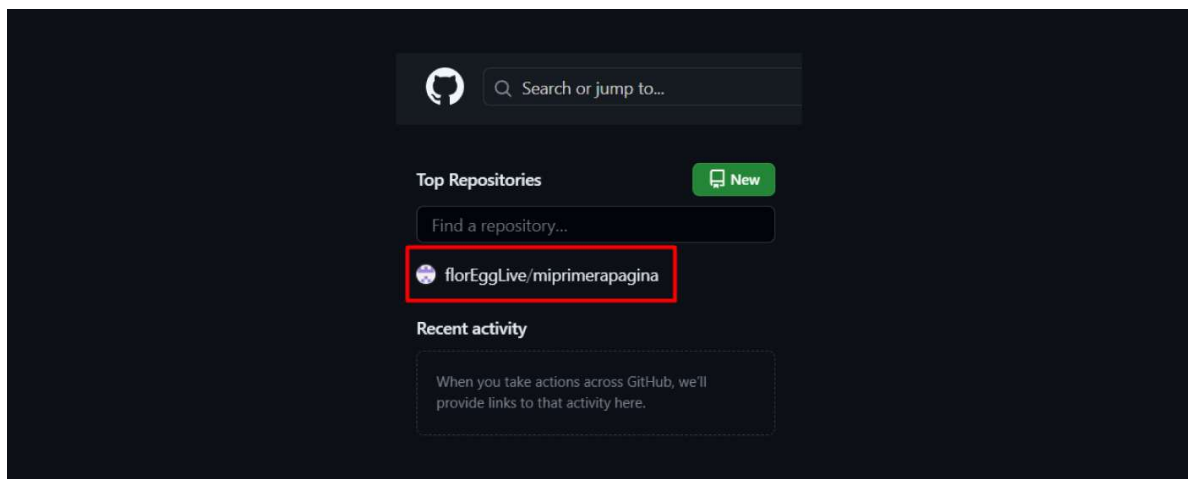 Search or jump to...
Top Repositories
New
Find a repository...
florEggLive/miprimerapagina
Recent activity
When you take actions across GitHub, we'll
provide links to that activity here.